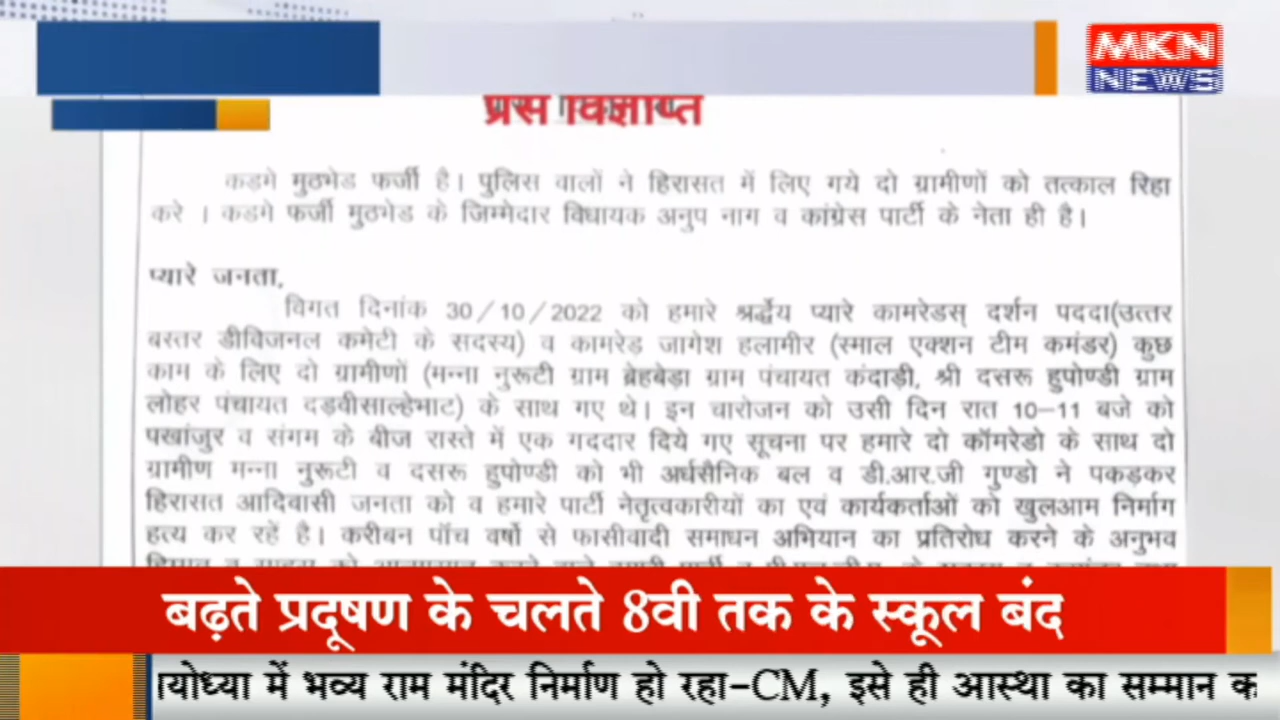 MKN
NEWS
प्रेस विज्ञप्ति
कडमे मुठभेड फर्जी है। पुलिस वालों ने हिरासत में लिए गये दो ग्रामीणों को तत्काल रिहा
करे । कडमे फर्जी मुठभेड के जिम्मेदार विधायक अनुप नाग व कांग्रेस पार्टी के नेता ही है।
प्यारे जनता,
विगत दिनांक 30/10/2022 को हमारे श्रर्द्धेय प्यारे कामरेडस् दर्शन पददा(उत्तर
बस्तर डीविजनल कमेटी के सदस्य) व कामरेड़ जागेश हलामीर (स्माल एक्शन टीम कमंडर) कुछ
काम के लिए दो ग्रामीणों (मन्ना नुरूटी ग्राम ब्रेहबेड़ा ग्राम पंचायत कंदाड़ी, श्री दसरू हुपोण्डी ग्राम
लोहर पंचायत दड़वीसाल्हेभाट) के साथ गए थे। इन चारोजन को उसी दिन रात 10–11 बजे को
पखांजुर व संगम के बीज रास्ते में एक गददार दिये गए सूचना पर हमारे दो कॉमरेडो के साथ दो
ग्रामीण मन्ना नुरूटी व दसरू हुपोण्डी को भी अर्धसैनिक बल व डी.आर.जी गुण्डो ने पकड़कर
हिरासत आदिवासी जनता को व हमारे पार्टी नेतृत्वकारीयों का एवं कार्यकर्ताओं को खुलआम निर्माग
हत्य कर रहें है। करीबन पॉच वर्षो से फासीवादी समाधन अभियान का प्रतिरोध करने के अनुभव
बढ़ते प्रदूषण के चलते 8वी तक के स्कूल बंद
योध्या में भव्य राम मंदिर निर्माण हो रहा-CM, इसे ही आस्था का सम्मान क